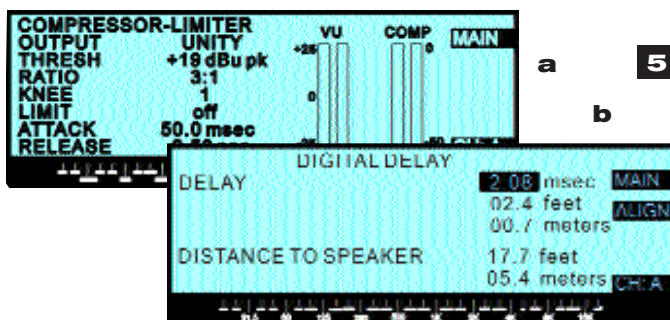 COMPRESSOR-LIMITER
OUTPUT UNITY
THRESH +19 dBu pk
RATIO 3:1
KNEE 1
LIMIT off
ATTACK 50.0 msec
RELEASE
VU COMP MAIN
+25 0
0
a 5
b
DIGITAL DELAY
DELAY 2.08 msec MAIN
02.4 feet ALIGN
00.7 meters
DISTANCE TO SPEAKER 17.7 feet
05.4 meters CH: A